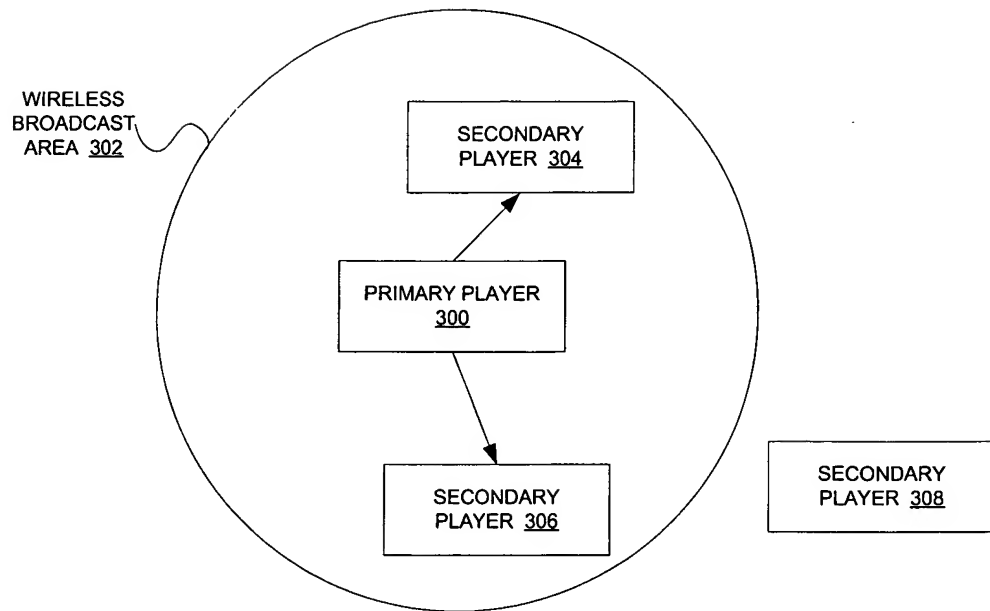 WIRELESS
BROADCAST
AREA 302
SECONDARY
PLAYER 304
PRIMARY PLAYER
300
SECONDARY
PLAYER 306
SECONDARY
PLAYER 308